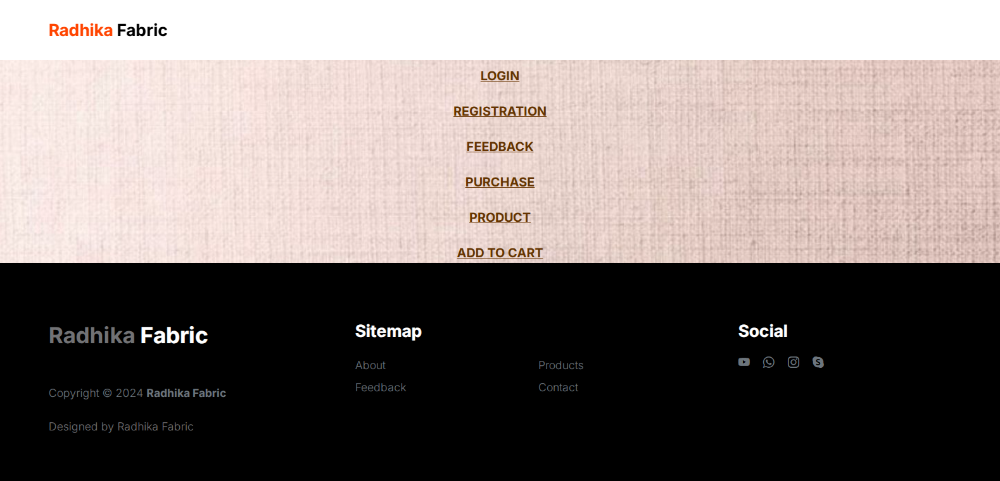 Radhika Fabric
LOGIN
REGISTRATION
FEEDBACK
PURCHASE
PRODUCT
ADD TO CART
Radhika Fabric
Copyright © 2024 Radhika Fabric
Designed by Radhika Fabric
Sitemap
About
Feedback
Products
Contact
Social